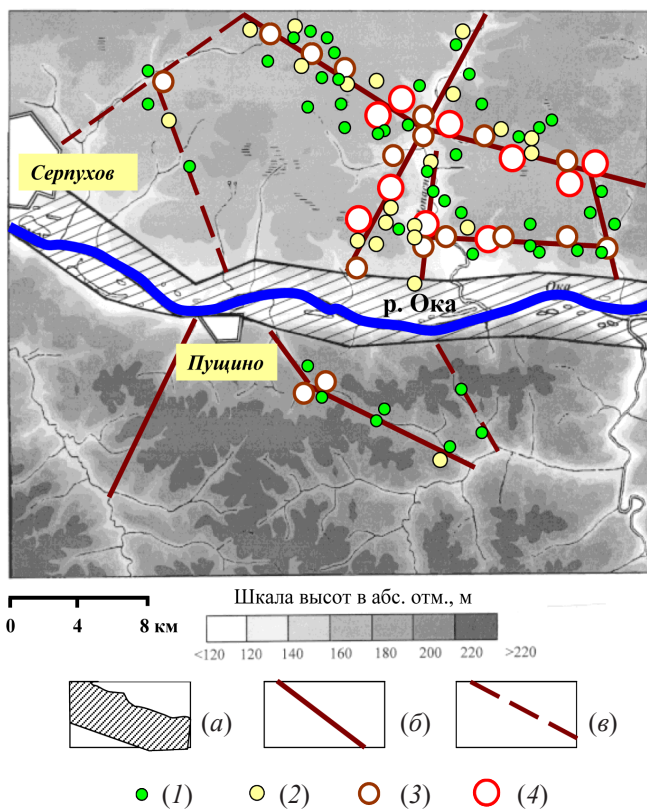 Серпухов
Ока
р. Ока
Пущино
Шкала высот в абс. отм., м
0 4 8 км
<120 120 140 160 180 200 220 >220
(а) (б) (в)
(1) (2) (3) (4)